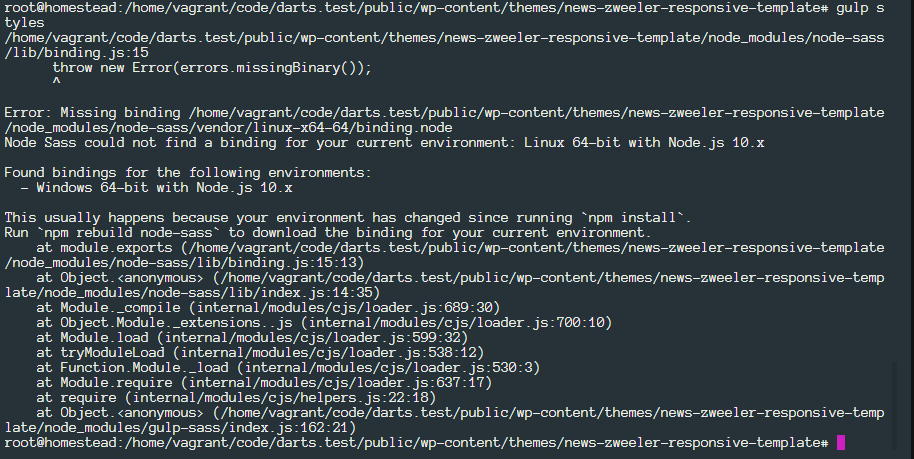 root@homestead:/home/vagrant/code/darts.test/public/wp-content/themes/news-zweeler-responsive-template# gulp s
tyles
/home/vagrant/code/darts.test/public/wp-content/themes/news-zweeler-responsive-template/node_modules/node-sass
/lib/binding.js:15
      throw new Error(errors.missingBinary());
      ^

Error: Missing binding /home/vagrant/code/darts.test/public/wp-content/themes/news-zweeler-responsive-template
/node_modules/node-sass/vendor/linux-x64-64/binding.node
Node Sass could not find a binding for your current environment: Linux 64-bit with Node.js 10.x

Found bindings for the following environments:
  - Windows 64-bit with Node.js 10.x

This usually happens because your environment has changed since running `npm install`.
Run `npm rebuild node-sass` to download the binding for your current environment.
    at module.exports (/home/vagrant/code/darts.test/public/wp-content/themes/news-zweeler-responsive-template
/node_modules/node-sass/lib/binding.js:15:13)
    at Object.<anonymous> (/home/vagrant/code/darts.test/public/wp-content/themes/news-zweeler-responsive-temp
late/node_modules/node-sass/lib/index.js:14:35)
    at Module._compile (internal/modules/cjs/loader.js:689:30)
    at Object.Module._extensions..js (internal/modules/cjs/loader.js:700:10)
    at Module.load (internal/modules/cjs/loader.js:599:32)
    at tryModuleLoad (internal/modules/cjs/loader.js:538:12)
    at Function.Module._load (internal/modules/cjs/loader.js:530:3)
    at Module.require (internal/modules/cjs/loader.js:637:17)
    at require (internal/modules/cjs/helpers.js:22:18)
    at Object.<anonymous> (/home/vagrant/code/darts.test/public/wp-content/themes/news-zweeler-responsive-temp
late/node_modules/gulp-sass/index.js:162:21)
root@homestead:/home/vagrant/code/darts.test/public/wp-content/themes/news-zweeler-responsive-template#